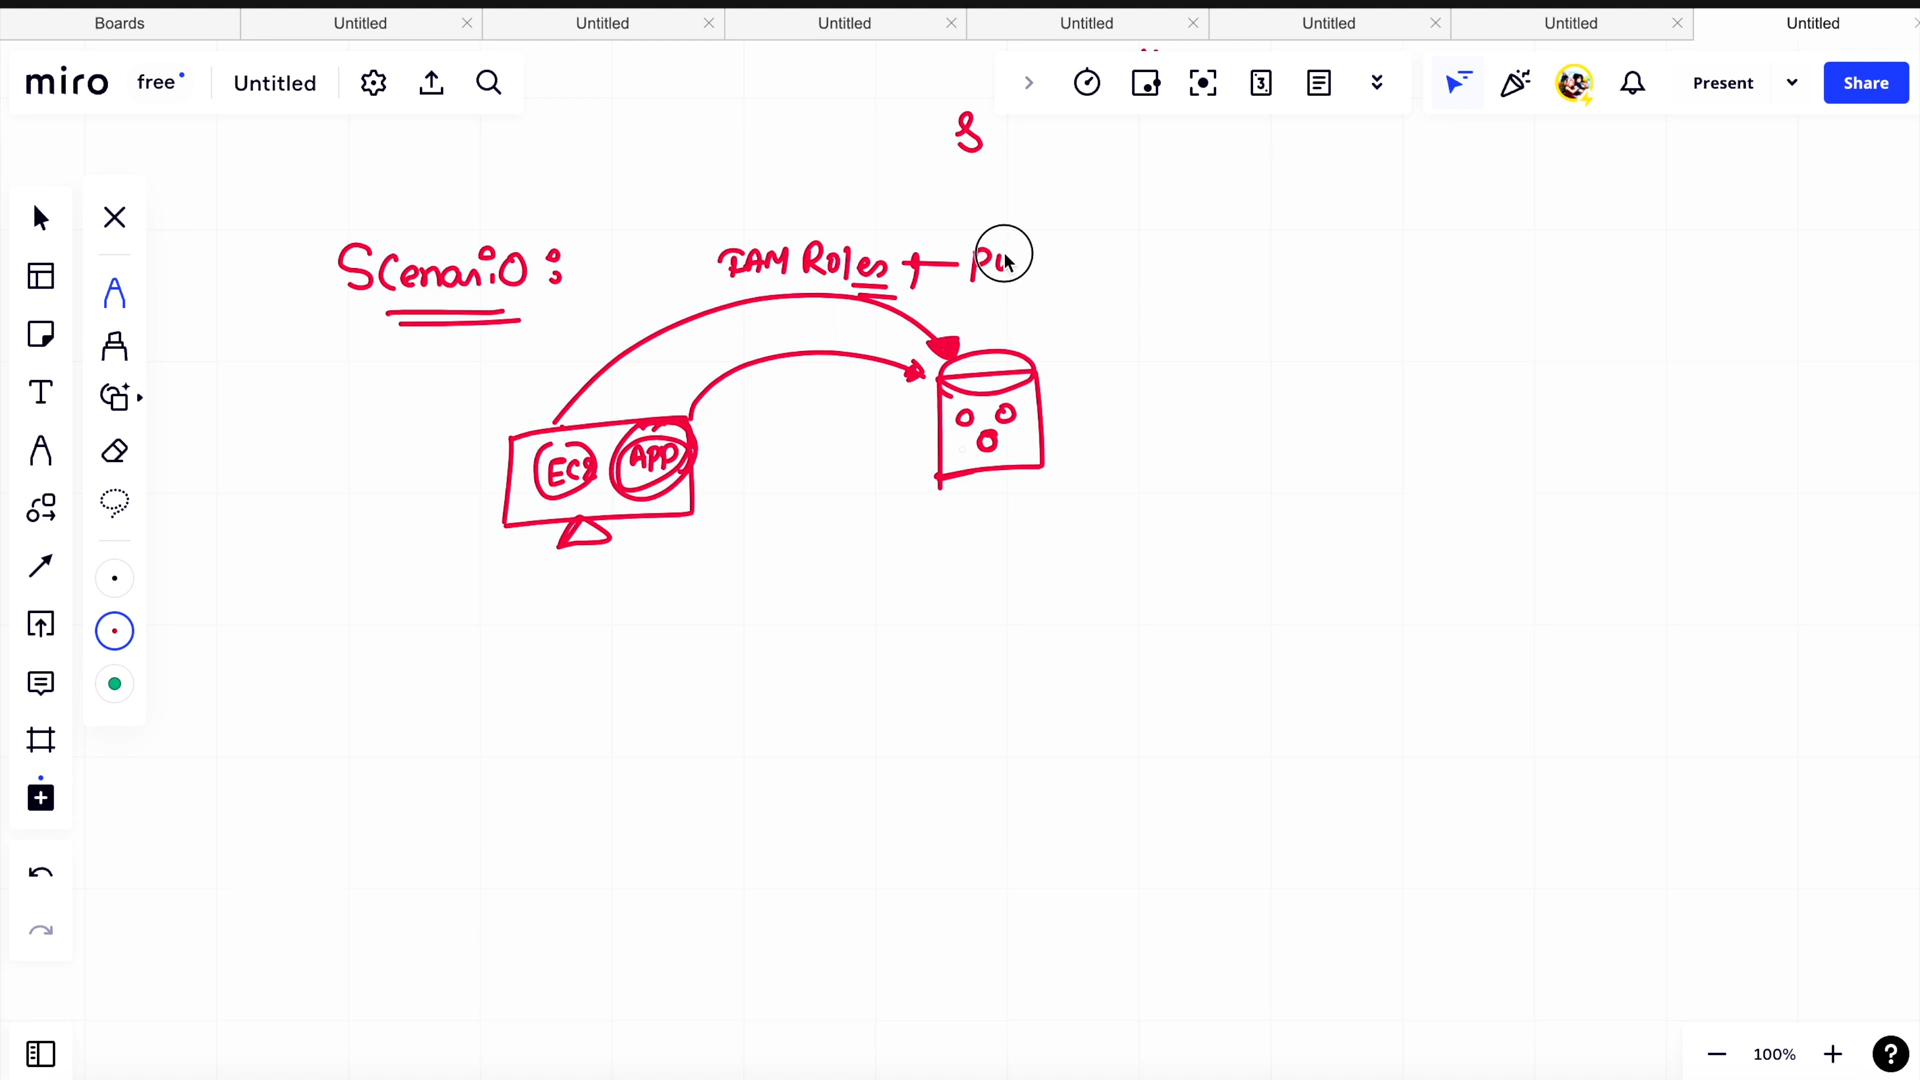 Boards Untitled Untitled Untitled Untitled Untitled Untitled Untitled
miro free Untitled Present Share
3
S
Scenario : IAM Roles +
EC2 APP
100%